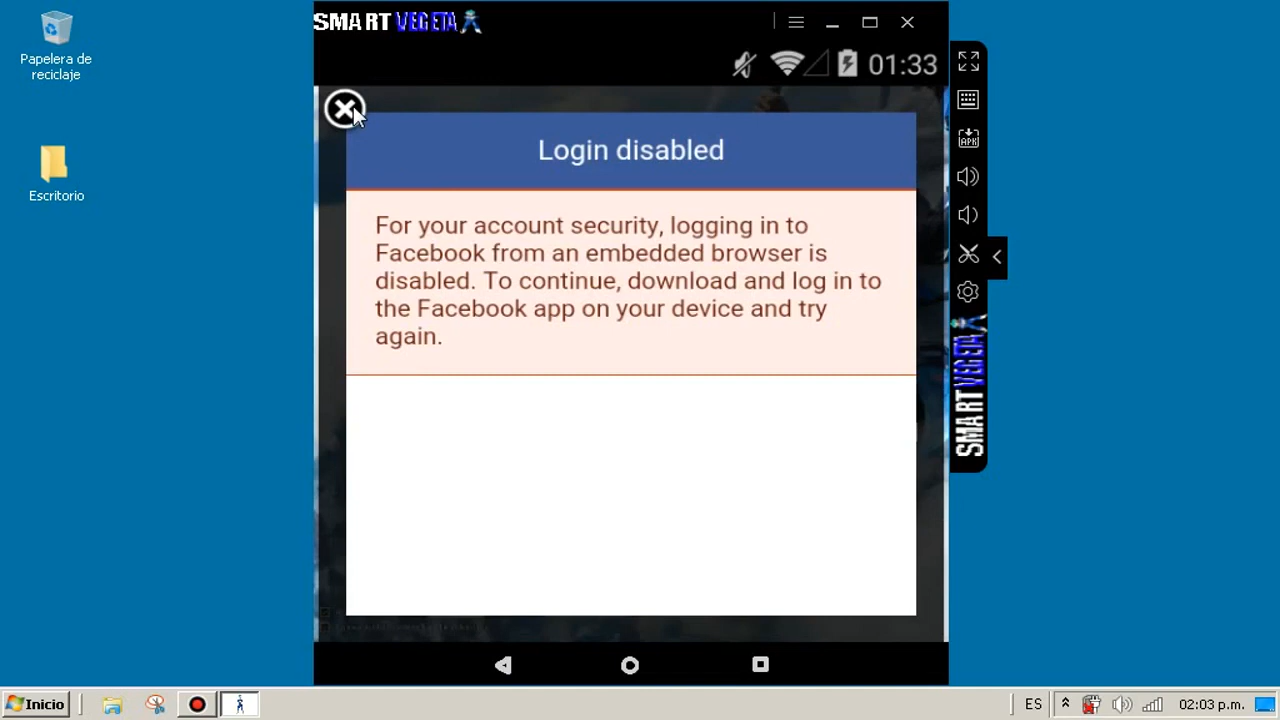 SMART VEGETA
01:33
Papelera de
reciclaje
Escritorio
Login disabled
For your account security, logging in to
Facebook from an embedded browser is
disabled. To continue, download and log in to
the Facebook app on your device and try
again.
APK
SMART VEGETA
Inicio
ES
02:03 p.m.